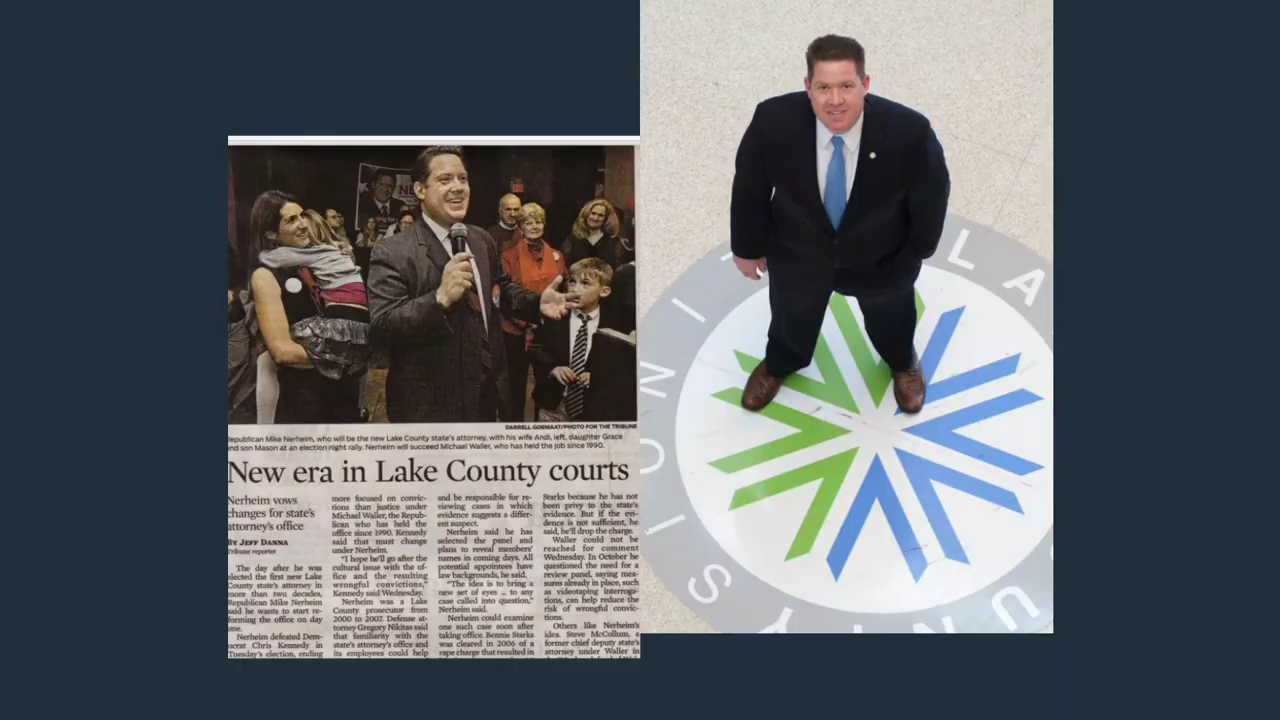 NE
DARRELL GOEMAAT/PHOTO FOR THE TRIBUNE
Republican Mike Nerheim, who will be the new Lake County state's attorney, with his wife Andi, left, daughter Grace
and son Mason at an election night rally. Nerheim will succeed Michael Waller, who has held the job since 1990.
New era in Lake County courts
Nerheim vows
changes for state's
attorney's office
BY JEFF DANNA
Tribune reporter
The day after he was
elected the first new Lake
County state's attorney in
more than two decades,
Republican Mike Nerheim
said he wants to start re-
forming the office on day
one.
Nerheim defeated Dem-
ocrat Chris Kennedy in
Tuesday's election, ending
more focused on convic-
tions than justice under
Michael Waller, the Repub-
lican who has held the
office since 1990. Kennedy
said that must change
under Nerheim.
"I hope he'll go after the
cultural issue with the of-
fice and the resulting
wrongful convictions,"
Kennedy said Wednesday.
Nerheim was a Lake
County prosecutor from
2000 to 2007. Defense at-
torney Gregory Nikitas said
that familiarity with the
state's attorney's office and
its employees could help
and be responsible for re-
viewing cases in which
evidence suggests a differ-
ent suspect.
Nerheim said he has
selected the panel and
plans to reveal members'
names in coming days. All
potential appointees have
law backgrounds, he said.
"The idea is to bring a
new set of eyes ... to any
case called into question,"
Nerheim said.
Nerheim could examine
one such case soon after
taking office. Bennie Starks
was cleared in 2006 of a
rape charge that resulted in
Starks because he has not
been privy to the state's
evidence. But if the evi-
dence is not sufficient, he
said, he'll drop the charge.
Waller could not be
reached for comment
Wednesday. In October he
questioned the need for a
review panel, saying mea-
sures already in place, such
as videotaping interroga-
tions, can help reduce the
risk of wrongful convic-
tions.
Others like Nerheim's
idea. Steve McCollum, a
former chief deputy state's
attorney under Waller in
LA
UN
Y
S
I
O
N
I